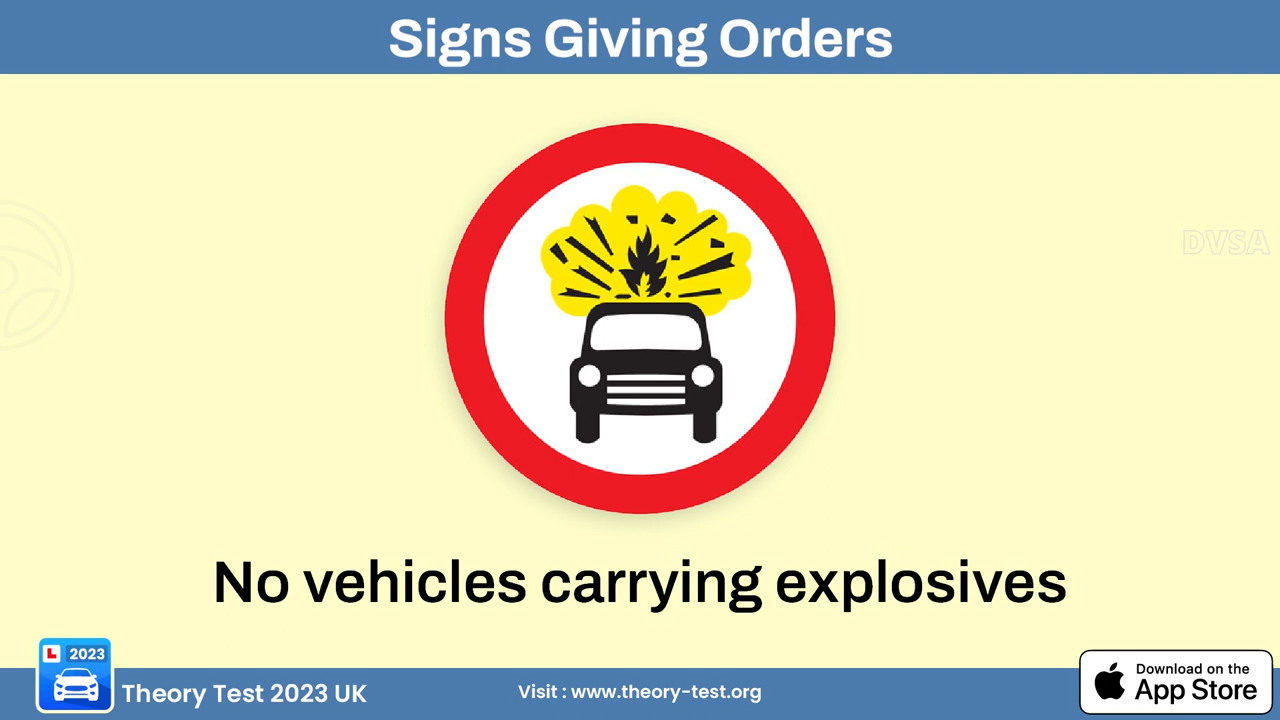 Signs Giving Orders
DVSA
No vehicles carrying explosives
L 2023
Theory Test 2023 UK
Visit : www.theory-test.org
Download on the
App Store